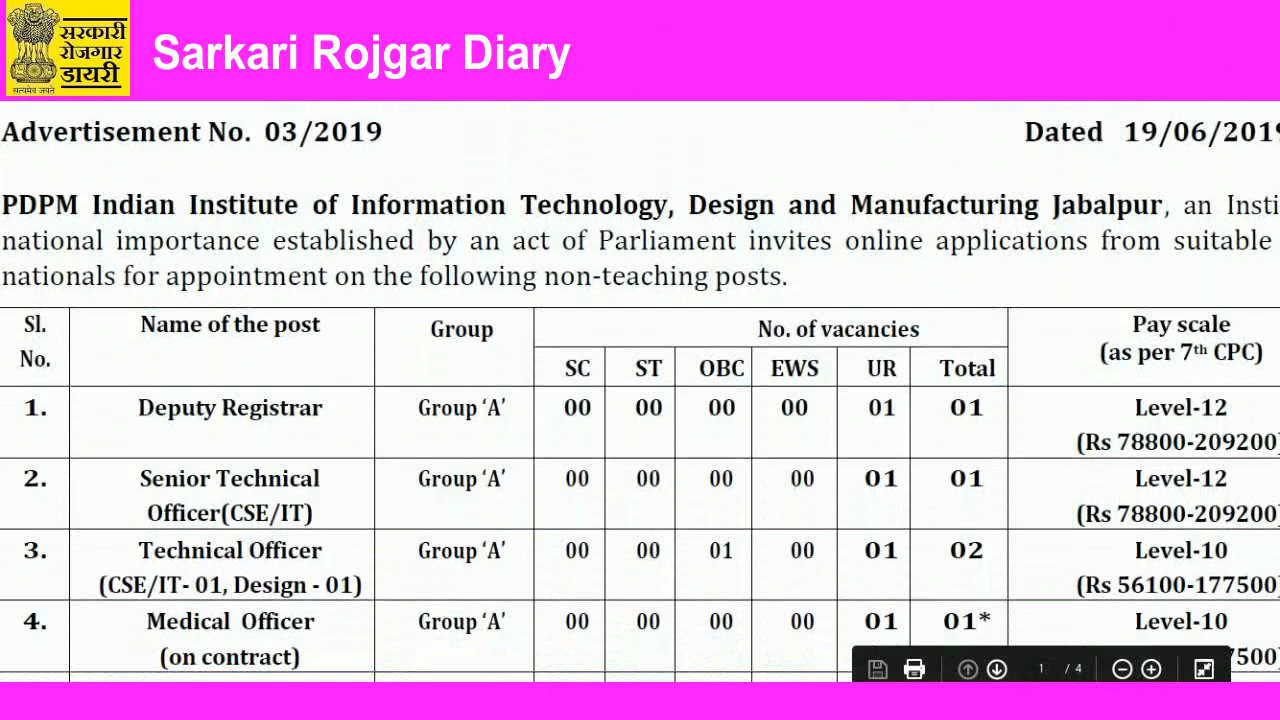 सरकारी
रोजगार
डायरी
सत्यमेव जयते
Sarkari Rojgar Diary
Advertisement No. 03/2019 Dated 19/06/2019
PDPM Indian Institute of Information Technology, Design and Manufacturing Jabalpur, an Insti
national importance established by an act of Parliament invites online applications from suitable
nationals for appointment on the following non-teaching posts.
Sl. No. Name of the post Group No. of vacancies Pay scale (as per 7th CPC)
SC ST OBC EWS UR Total
1. Deputy Registrar Group ‘A’ 00 00 00 00 01 01 Level-12
(Rs 78800-209200)
2. Senior Technical Group ‘A’ 00 00 00 00 01 01 Level-12
Officer(CSE/IT) (Rs 78800-209200)
3. Technical Officer Group ‘A’ 00 00 01 00 01 02 Level-10
(CSE/IT- 01, Design - 01) (Rs 56100-177500)
4. Medical Officer Group ‘A’ 00 00 00 00 01 01* Level-10
(on contract) 7500)
1 / 4